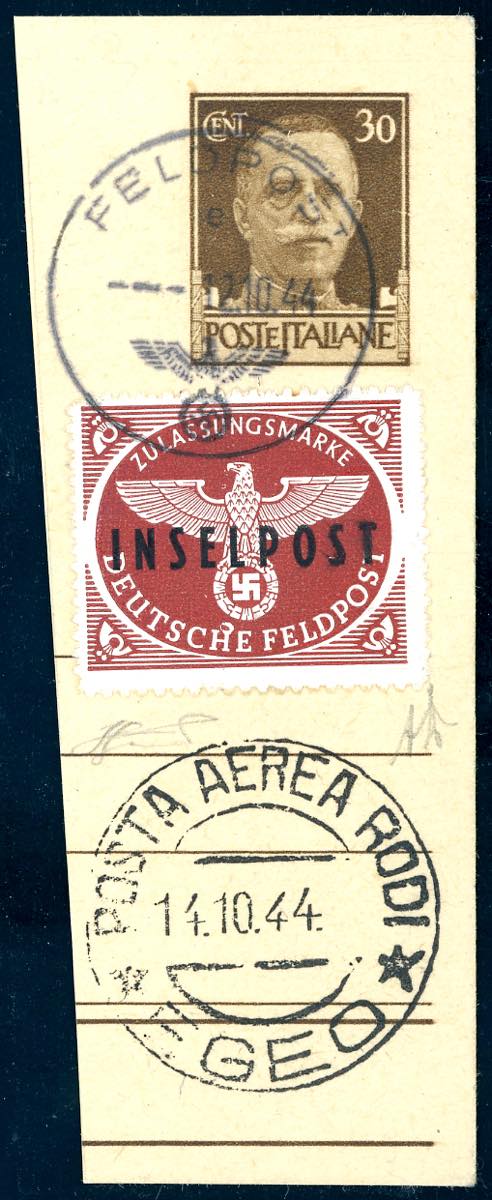 CENT. 30
POSTE ITALIANE
FELDPOST
e
12.10.44
ZULASSUNGSMARKE
INSELPOST
DEUTSCHE FELDPOST
POSTA AEREA RODI
14.10.44.
EGEO